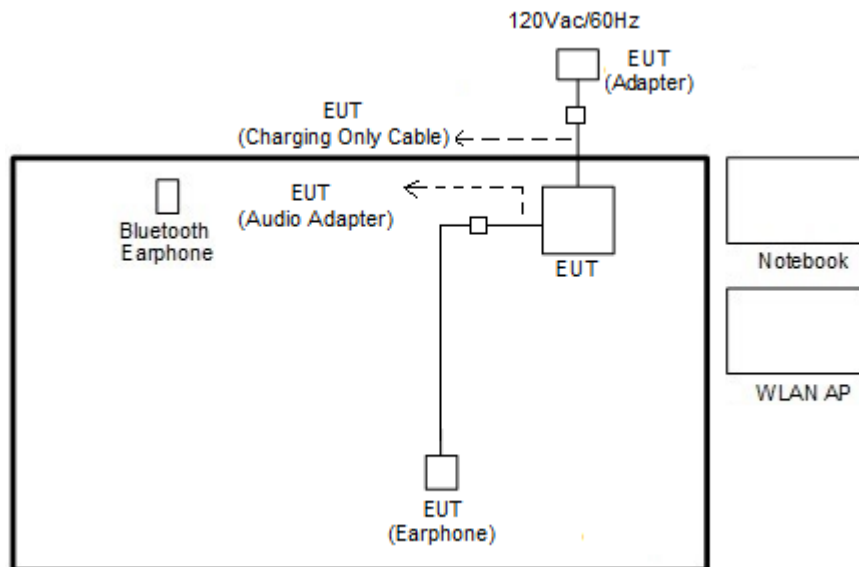 120Vac/60Hz
EUT
(Adapter)
EUT
(Charging Only Cable)
EUT
(Audio Adapter)
Bluetooth
Earphone
EUT
Notebook
WLAN AP
EUT
(Earphone)